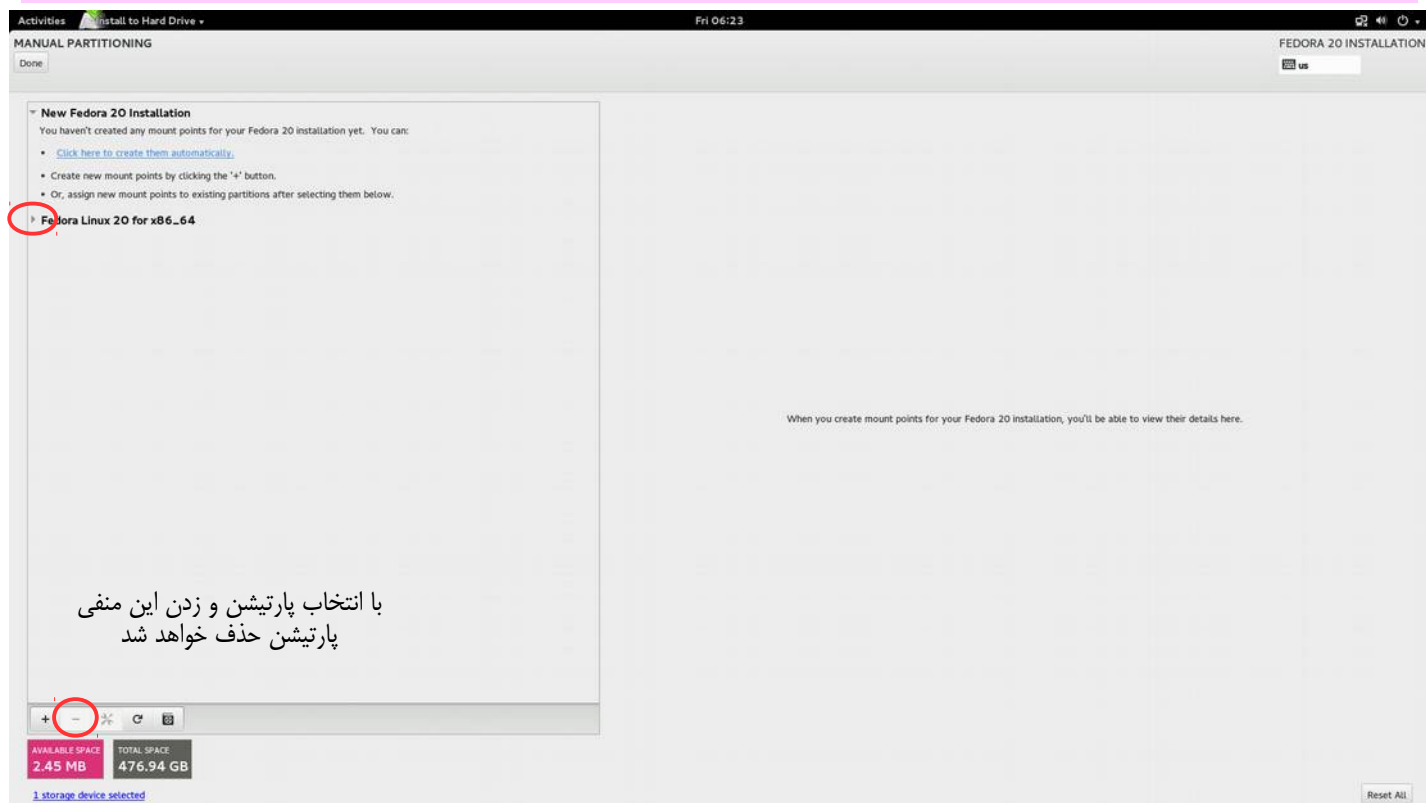 Activities Install to Hard Drive Fri 06:23
MANUAL PARTITIONING
FEDORA 20 INSTALLATION
Done
us
New Fedora 20 Installation
You haven't created any mount points for your Fedora 20 installation yet. You can:
• Click here to create them automatically.
• Create new mount points by clicking the '+' button.
• Or, assign new mount points to existing partitions after selecting them below.
Fedora Linux 20 for x86_64
When you create mount points for your Fedora 20 installation, you'll be able to view their details here.
با انتخاب پارتیشن و زدن این منفی
پارتیشن حذف خواهد شد
+ −
AVAILABLE SPACE
2.45 MB
TOTAL SPACE
476.94 GB
1 storage device selected
Reset All